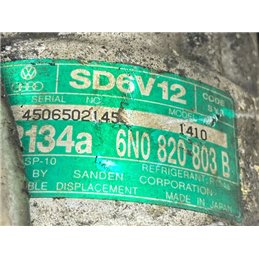 SD6V12
CODE
SERIAL NO.
MODEL NO.
4506502145
1410
R134a
6N0 820 803 B
SP-10
REFRIGERANT
BY SANDEN CORPORATION
DISPLACEMENT
MADE IN JAPAN